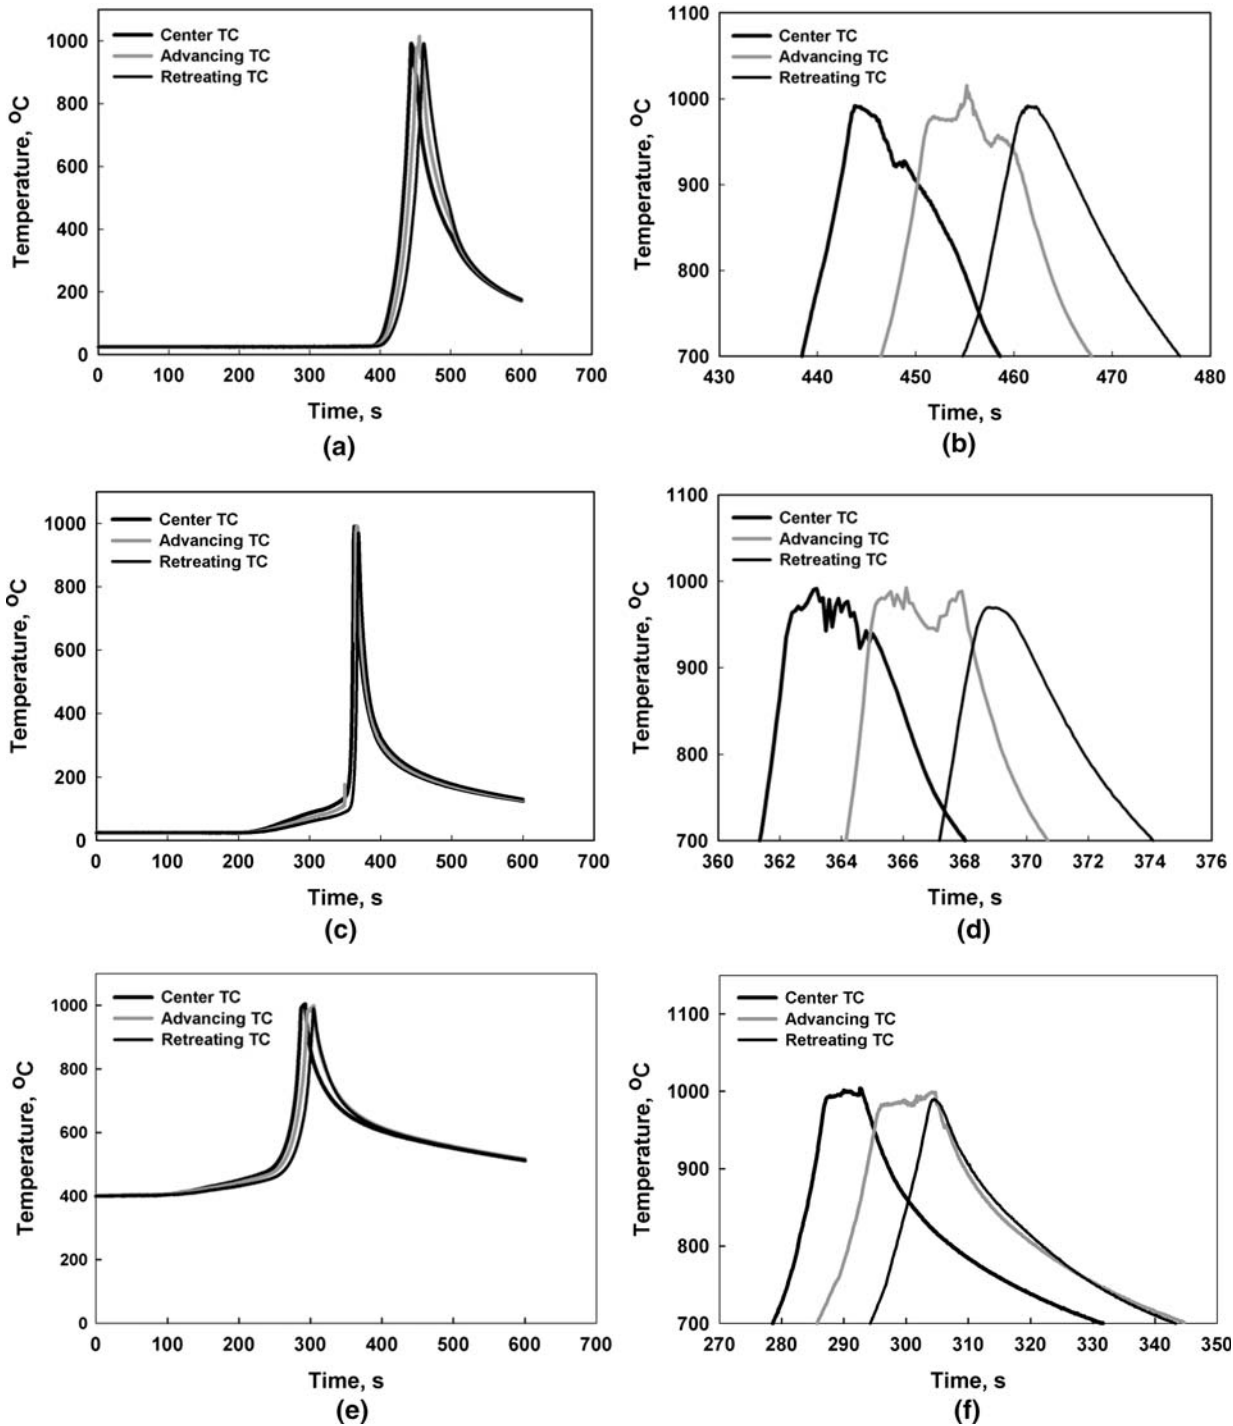 Center TC
Advancing TC
Retreating TC
Temperature, °C
1000
800
600
400
200
0
0 100 200 300 400 500 600 700
Time, s
(a)
Center TC
Advancing TC
Retreating TC
Temperature, °C
1100
1000
900
800
700
430 440 450 460 470 480
Time, s
(b)
Center TC
Advancing TC
Retreating TC
Temperature, °C
1000
800
600
400
200
0
0 100 200 300 400 500 600 700
Time, s
(c)
Center TC
Advancing TC
Retreating TC
Temperature, °C
1100
1000
900
800
700
360 362 364 366 368 370 372 374 376
Time, s
(d)
Center TC
Advancing TC
Retreating TC
Temperature, °C
1000
800
600
400
200
0
0 100 200 300 400 500 600 700
Time, s
(e)
Center TC
Advancing TC
Retreating TC
Temperature, °C
1100
1000
900
800
700
270 280 290 300 310 320 330 340 350
Time, s
(f)